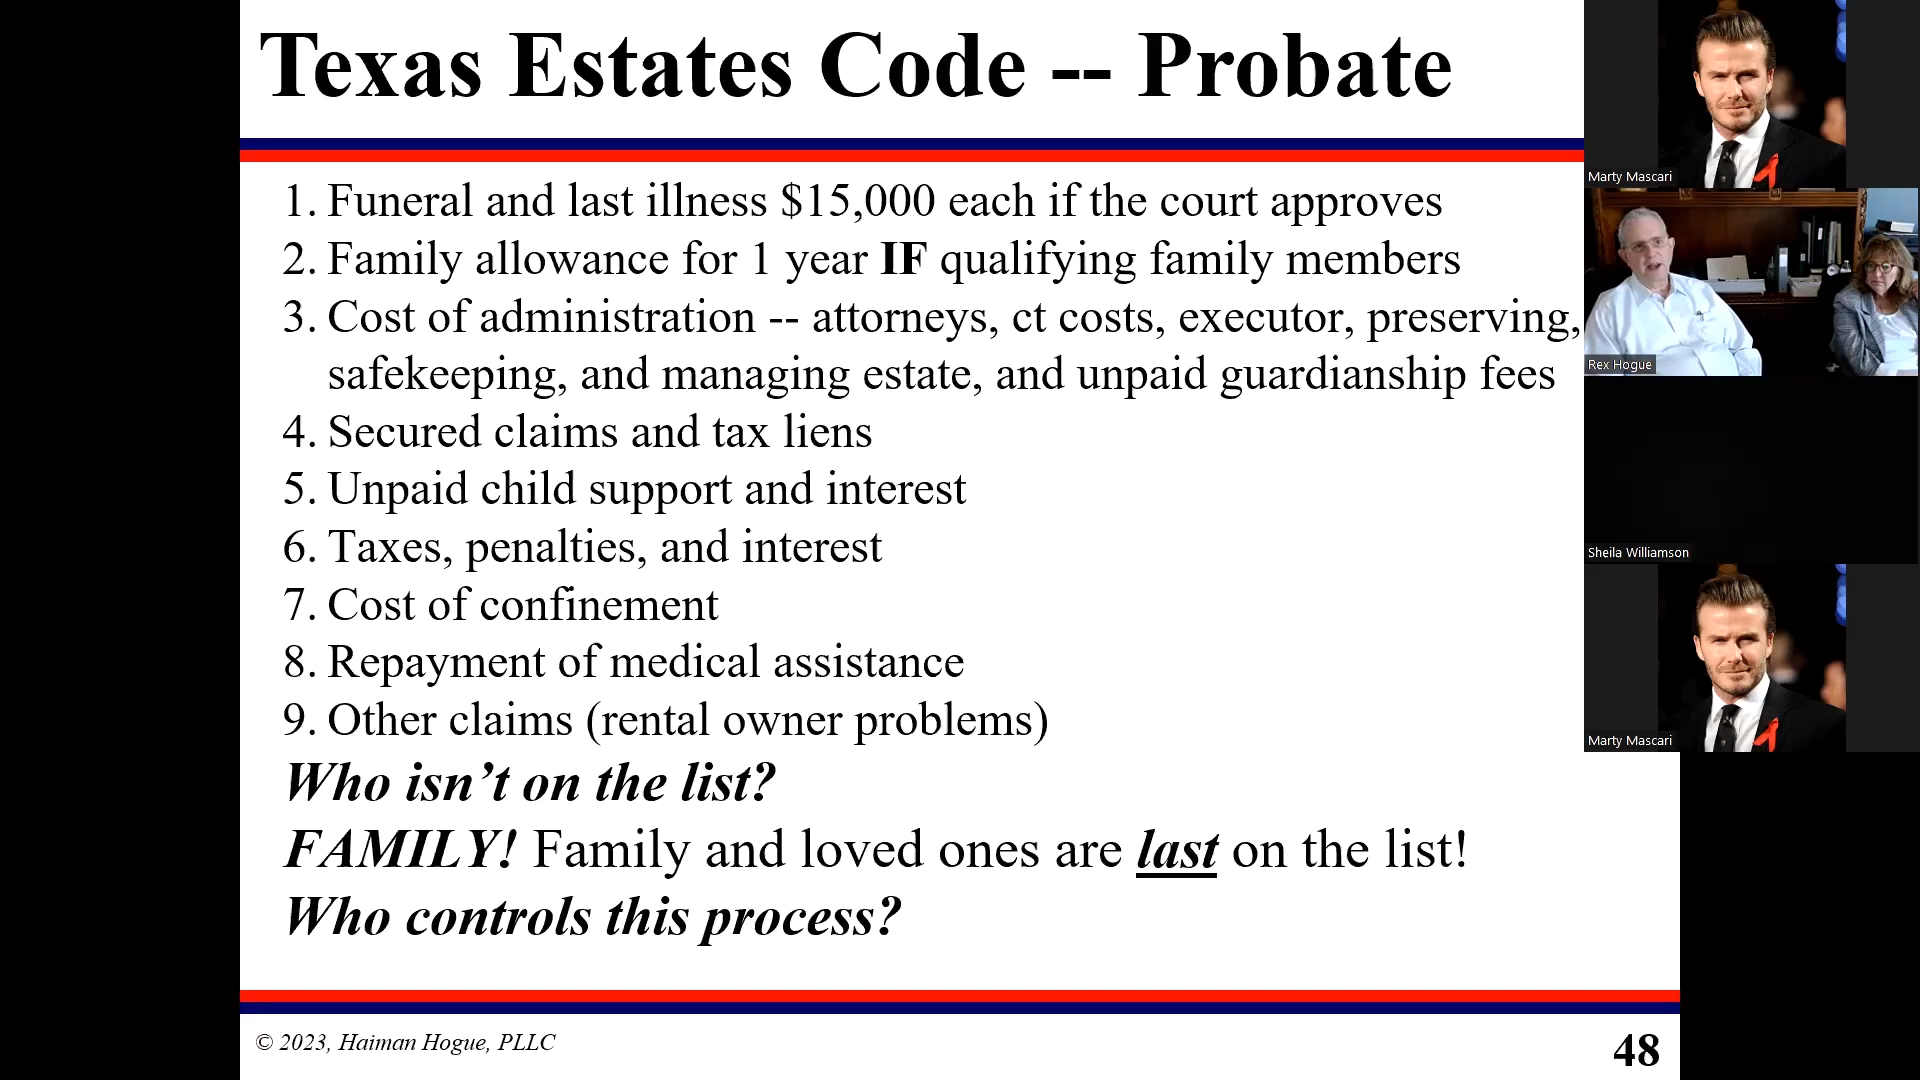 Texas Estates Code -- Probate
1. Funeral and last illness $15,000 each if the court approves
2. Family allowance for 1 year IF qualifying family members
3. Cost of administration -- attorneys, ct costs, executor, preserving,
safekeeping, and managing estate, and unpaid guardianship fees
4. Secured claims and tax liens
5. Unpaid child support and interest
6. Taxes, penalties, and interest
7. Cost of confinement
8. Repayment of medical assistance
9. Other claims (rental owner problems)
Who isn’t on the list?
FAMILY! Family and loved ones are last on the list!
Who controls this process?
© 2023, Haiman Hogue, PLLC
48
Marty Mascari
Rex Hogue
Sheila Williamson
Marty Mascari